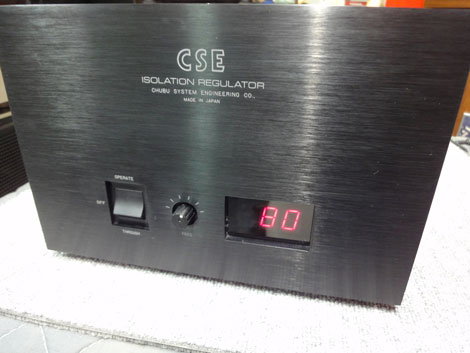 CSE
ISOLATION REGULATOR
CHUBU SYSTEM ENGINEERING CO.,
MADE IN JAPAN
OPERATE
OFF
THROUGH
80